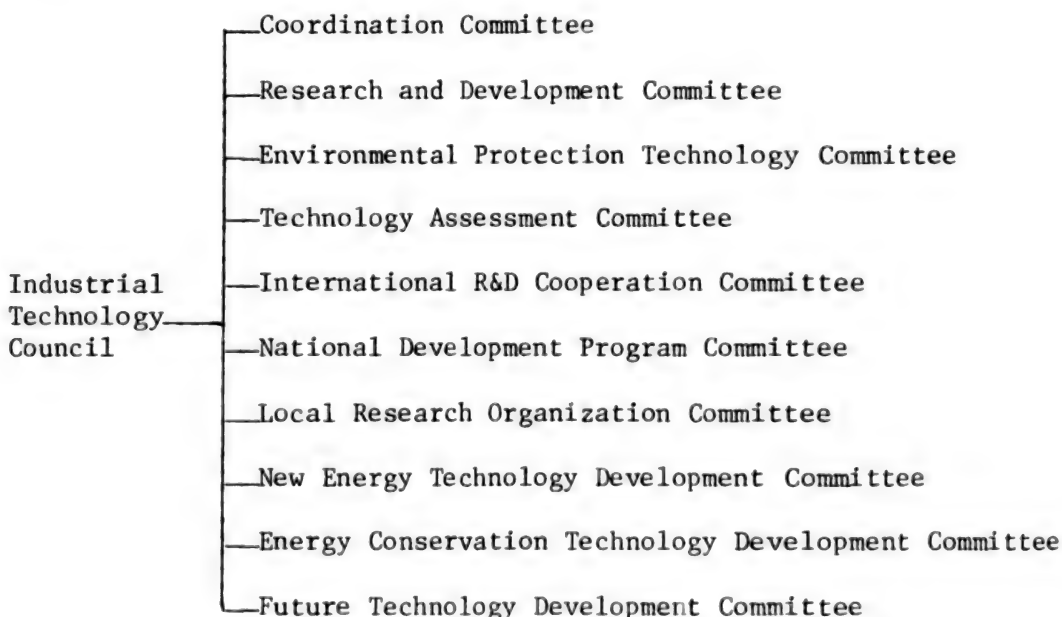 Coordination Committee
Research and Development Committee
Environmental Protection Technology Committee
Technology Assessment Committee
Industrial
Technology
Council
International R&D Cooperation Committee
National Development Program Committee
Local Research Organization Committee
New Energy Technology Development Committee
Energy Conservation Technology Development Committee
Future Technology Development Committee